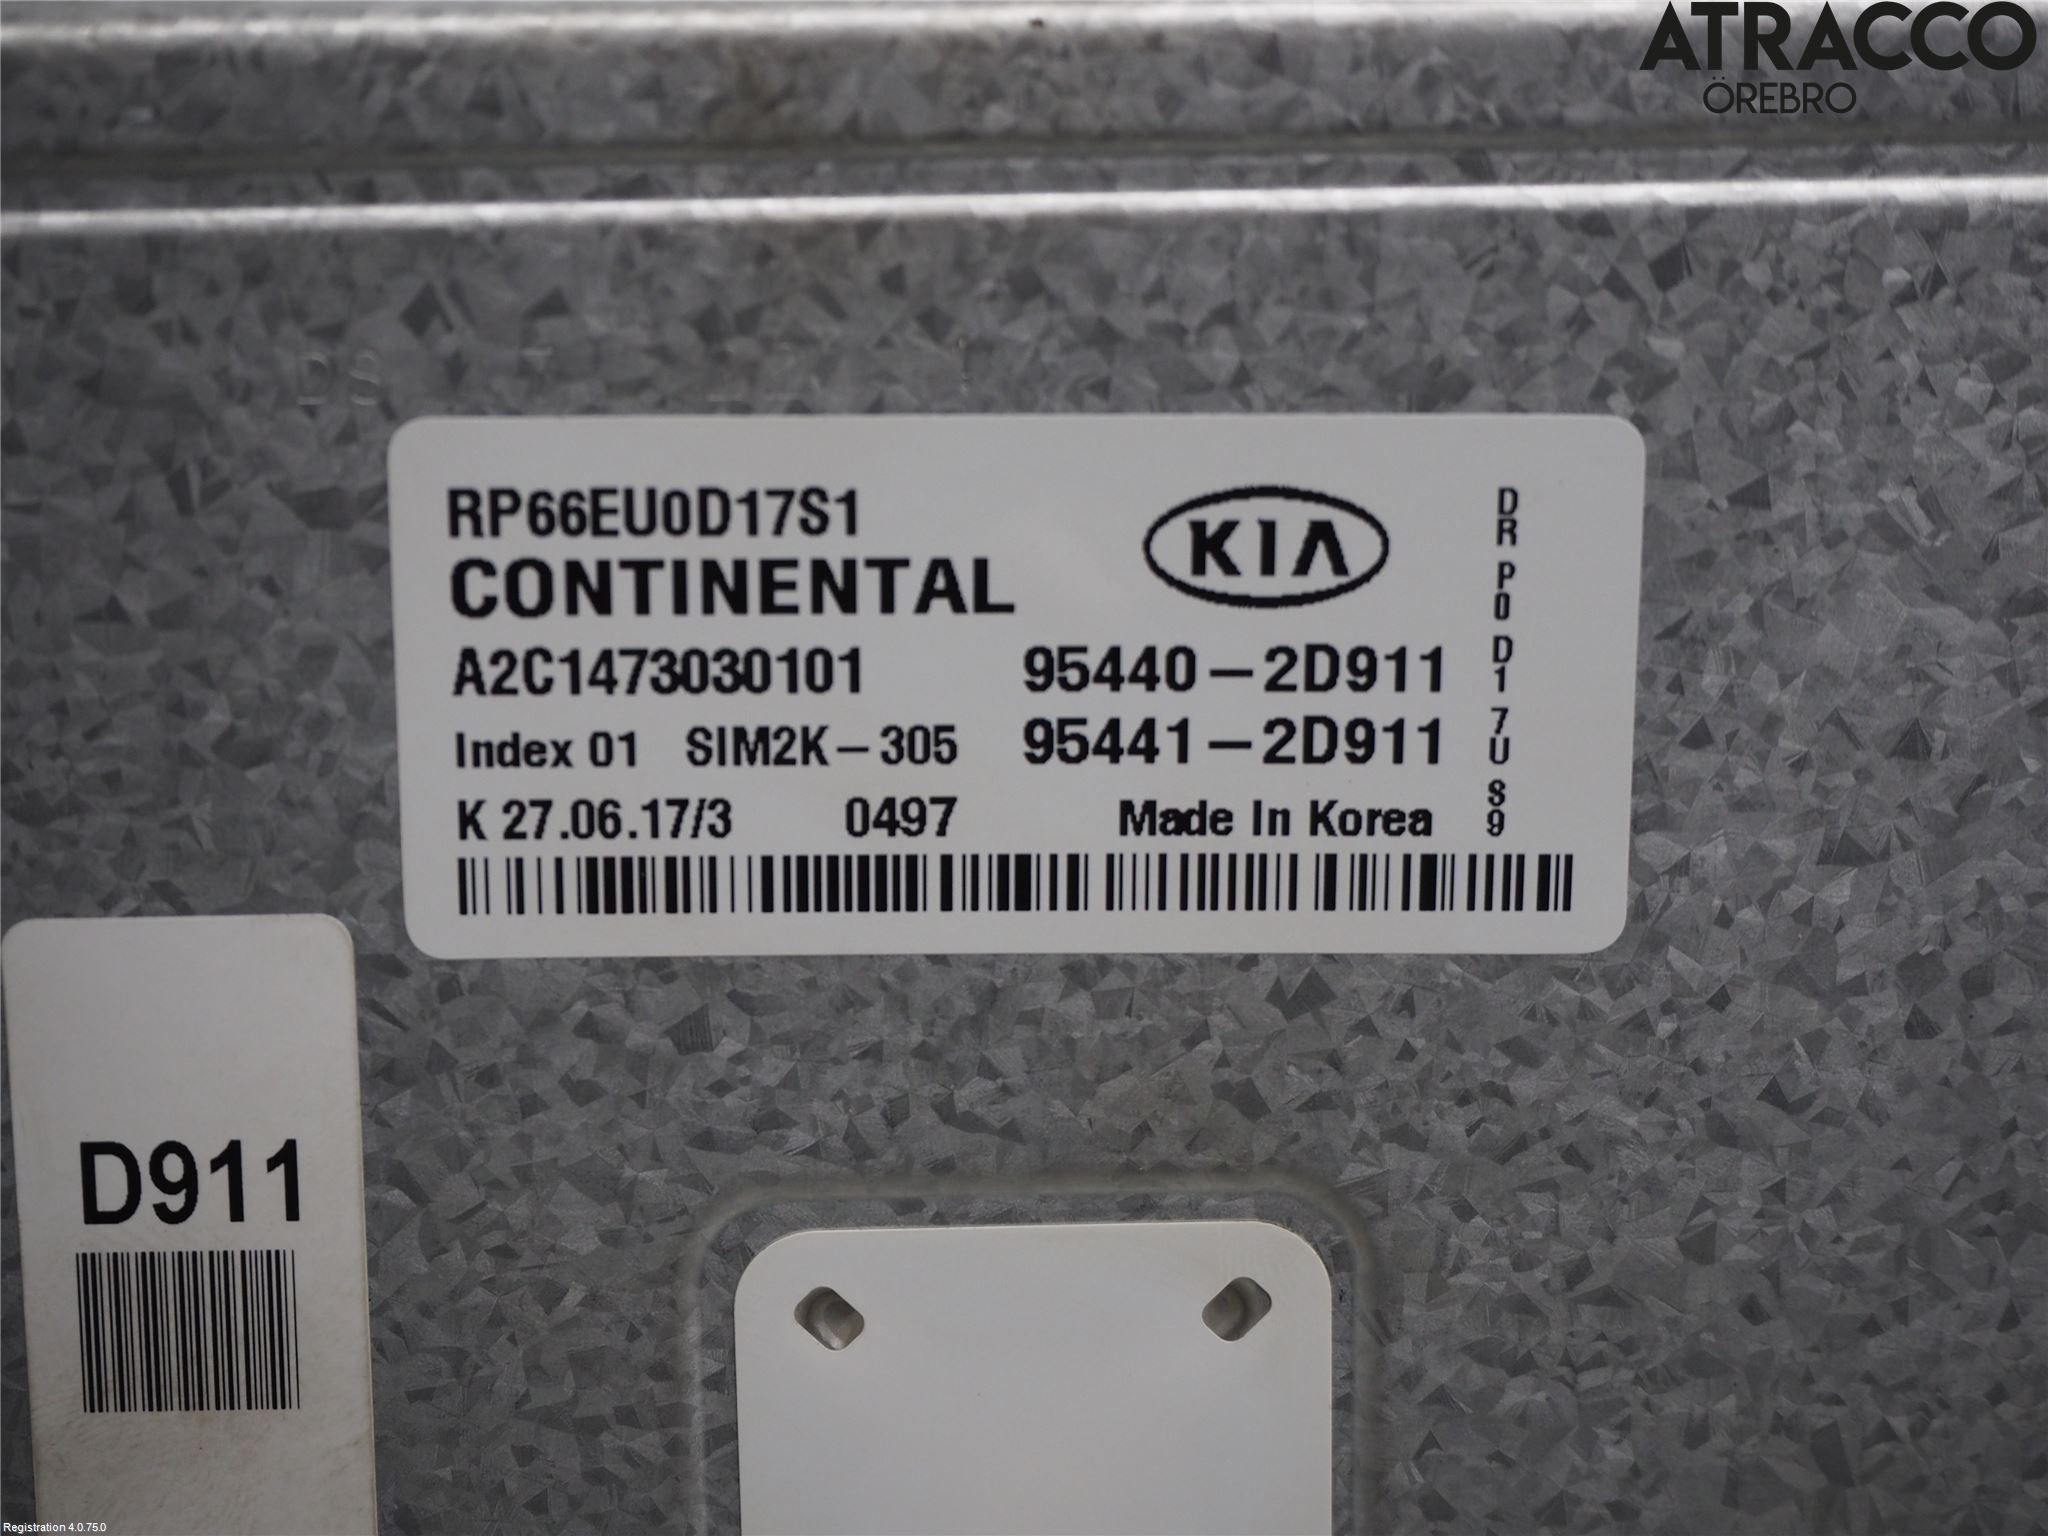 ATRACCO
ÖREBRO
DS
RP66EU0D17S1
KIA
CONTINENTAL
A2C1473030101 95440-2D911
Index 01 SIM2K-305 95441-2D911
K 27.06.17/3 0497 Made In Korea
DR P0 D1 7U S9
D911
Registration 4.0.75.0